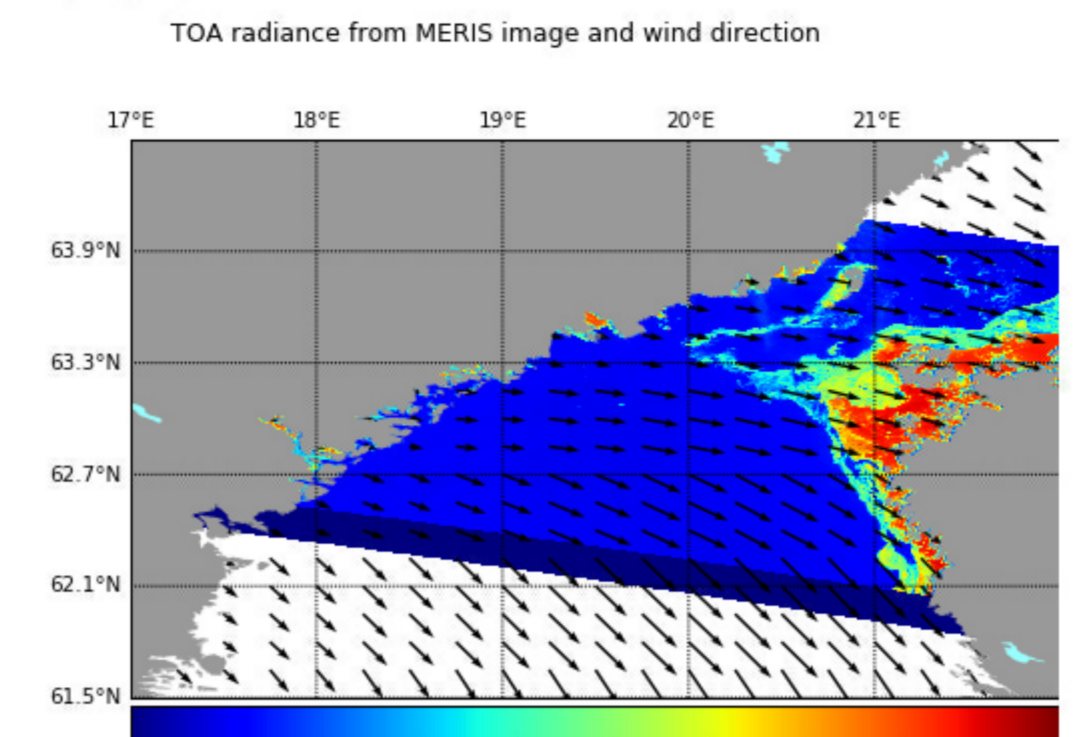 TOA radiance from MERIS image and wind direction
17°E 18°E 19°E 20°E 21°E
63.9°N
63.3°N
62.7°N
62.1°N
61.5°N